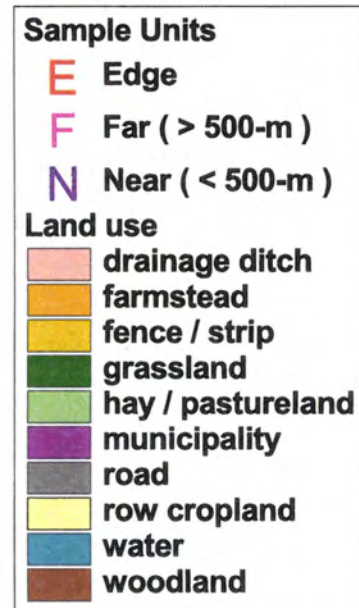 Sample Units
E Edge
F Far ( > 500-m )
N Near ( < 500-m )
Land use
drainage ditch
farmstead
fence / strip
grassland
hay / pastureland
municipality
road
row cropland
water
woodland